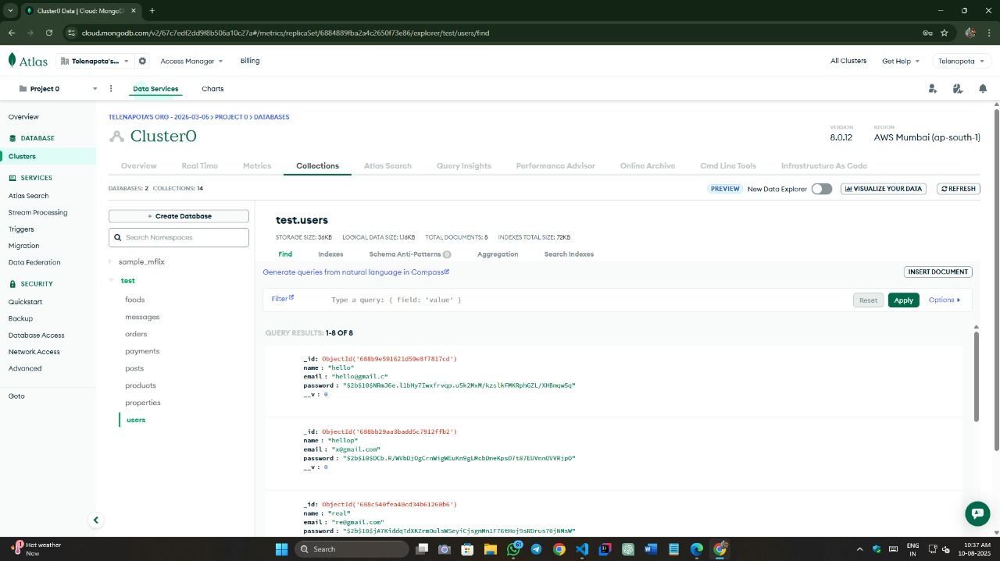 Cluster0 Data | Cloud: MongoD
cloud.mongodb.com/v2/67c7edf2dd9f8b506a10c27a#/metrics/replicaSet/6884889fba2a4c2650f73e86/explorer/test/users/find
Atlas Telenapota's... Access Manager Billing All Clusters Get Help Telenapota
Project 0 Data Services Charts
Overview
DATABASE
Clusters
SERVICES
Atlas Search
Stream Processing
Triggers
Migration
Data Federation
SECURITY
Quickstart
Backup
Database Access
Network Access
Advanced
Goto
TELENAPOTA'S ORG - 2025-03-05 > PROJECT 0 > DATABASES
Cluster0
VERSION REGION
8.0.12 AWS Mumbai (ap-south-1)
Overview Real Time Metrics Collections Atlas Search Query Insights Performance Advisor Online Archive Cmd Line Tools Infrastructure As Code
DATABASES: 2 COLLECTIONS: 14 PREVIEW New Data Explorer VISUALIZE YOUR DATA REFRESH
+ Create Database
Search Namespaces
sample_mflix
test
foods
messages
orders
payments
posts
products
properties
users
test.users
STORAGE SIZE: 36KB LOGICAL DATA SIZE: 1.16KB TOTAL DOCUMENTS: 8 INDEXES TOTAL SIZE: 72KB
Find Indexes Schema Anti-Patterns 0 Aggregation Search Indexes
Generate queries from natural language in Compass INSERT DOCUMENT
Filter Type a query: { field: 'value' } Reset Apply Options
QUERY RESULTS: 1-8 OF 8
_id: ObjectId('688b9e591621d50e8f7817cd')
name: "hello"
email: "hello@gmail.c"
password: "$2b$10$NRmJ6e.l1bHy7Iwxfrvqp.u5k2MxM/kzslkFMKRphGZL/XHBmqw5q"
__v: 0
_id: ObjectId('688bb29aa3badd5c7912ffb2')
name: "hellop"
email: "x@gmail.com"
password: "$2b$10$DCb.R/WVbDjOgCrnWigWEuKn9gLMcbDneKpsO7t87EUVnnOVVRjpO"
__v: 0
_id: ObjectId('688c540fea40cd34b61260b6')
name: "real"
email: "re@gmail.com"
password: "$2b$10$jA7KiddqTdXKZrmOulsWSeyiCjsgmMnIF76tHoj9sRDrus70jNMsW"
Hot weather
Now
Search
61
ENG
IN
10:37 AM
10-08-2025